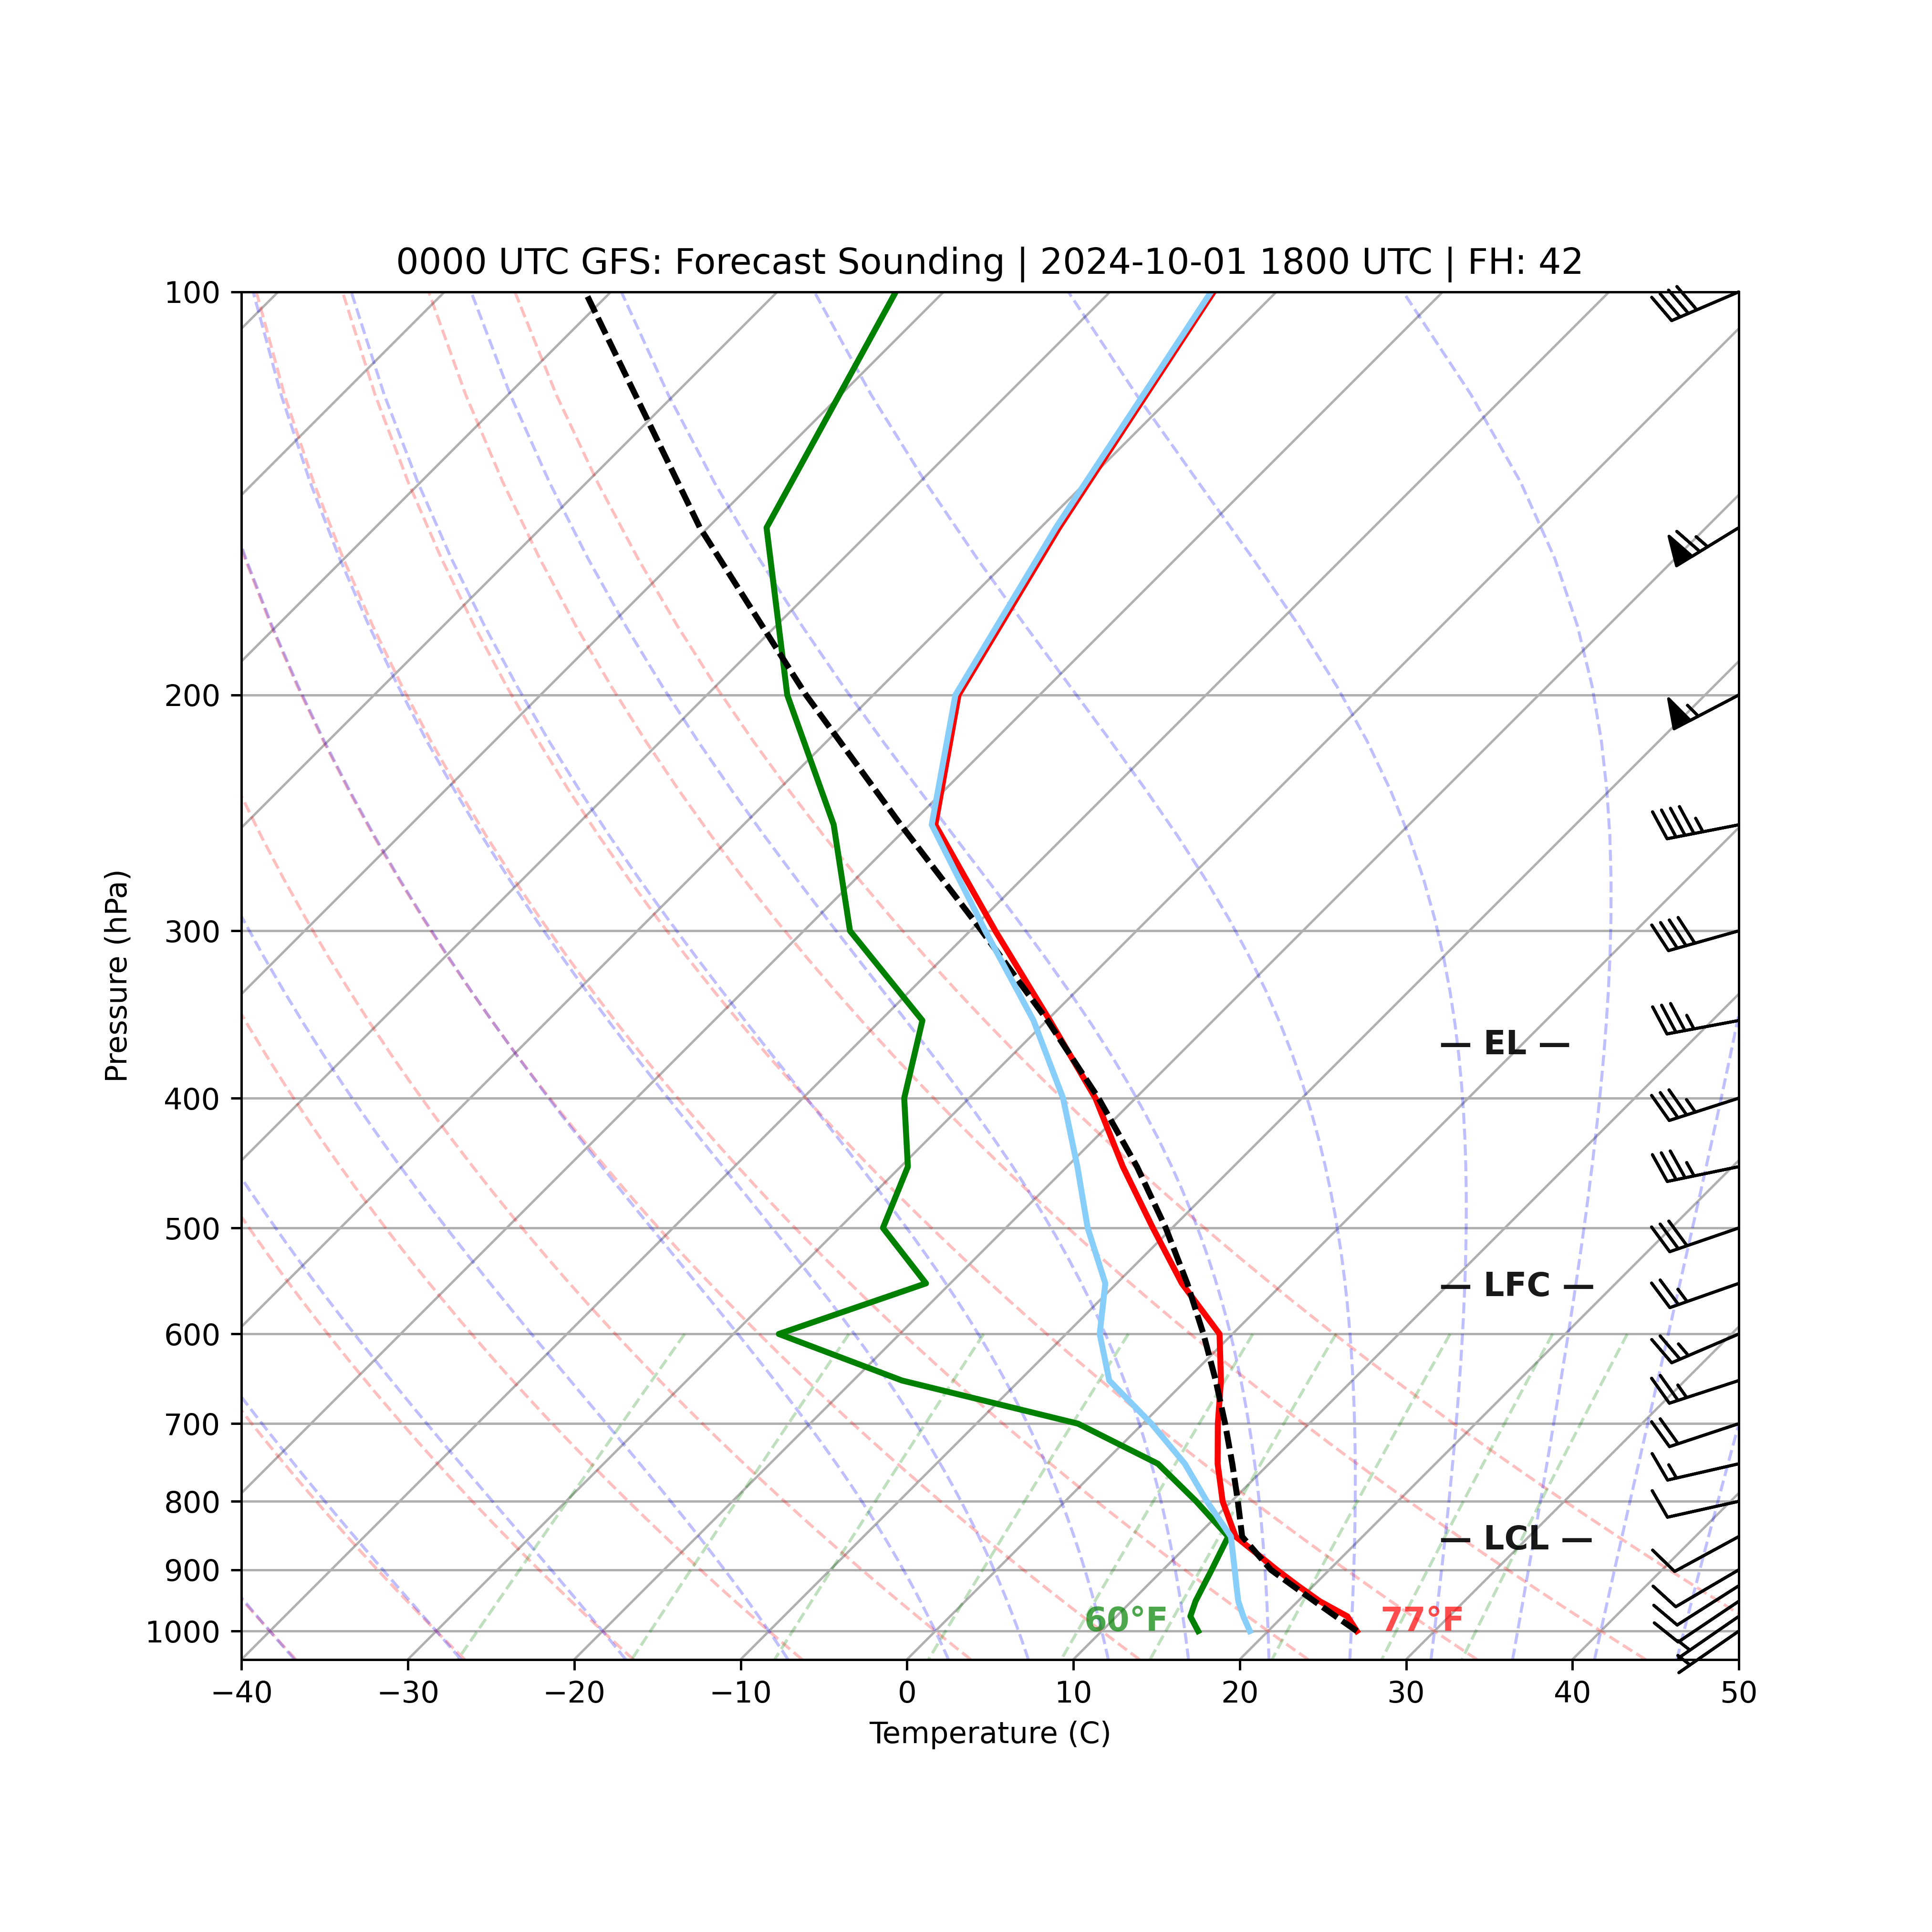 0000 UTC GFS: Forecast Sounding | 2024-10-01 1800 UTC | FH: 42
100
200
300
400
500
600
700
800
900
1000
Pressure (hPa)
— EL —
— LFC —
— LCL —
60°F
77°F
−40
−30
−20
−10
0
10
20
30
40
50
Temperature (C)